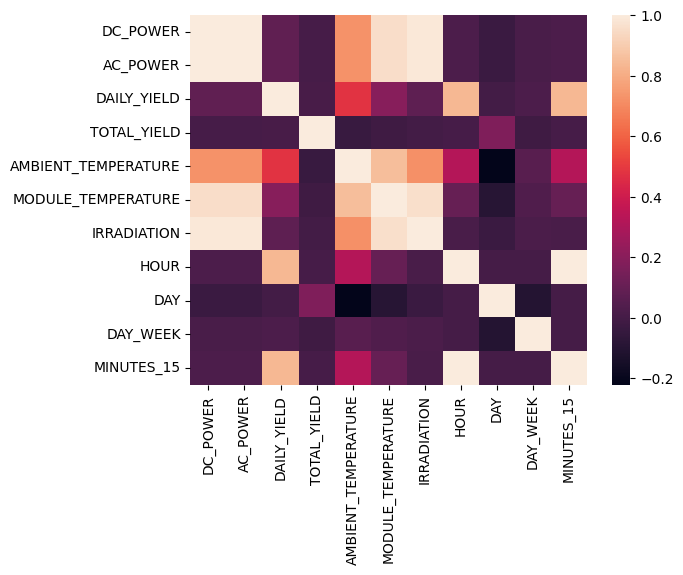 DC_POWER
AC_POWER
DAILY_YIELD
TOTAL_YIELD
AMBIENT_TEMPERATURE
MODULE_TEMPERATURE
IRRADIATION
HOUR
DAY
DAY_WEEK
MINUTES_15
DC_POWER
AC_POWER
DAILY_YIELD
TOTAL_YIELD
AMBIENT_TEMPERATURE
MODULE_TEMPERATURE
IRRADIATION
HOUR
DAY
DAY_WEEK
MINUTES_15
1.0
0.8
0.6
0.4
0.2
0.0
−0.2